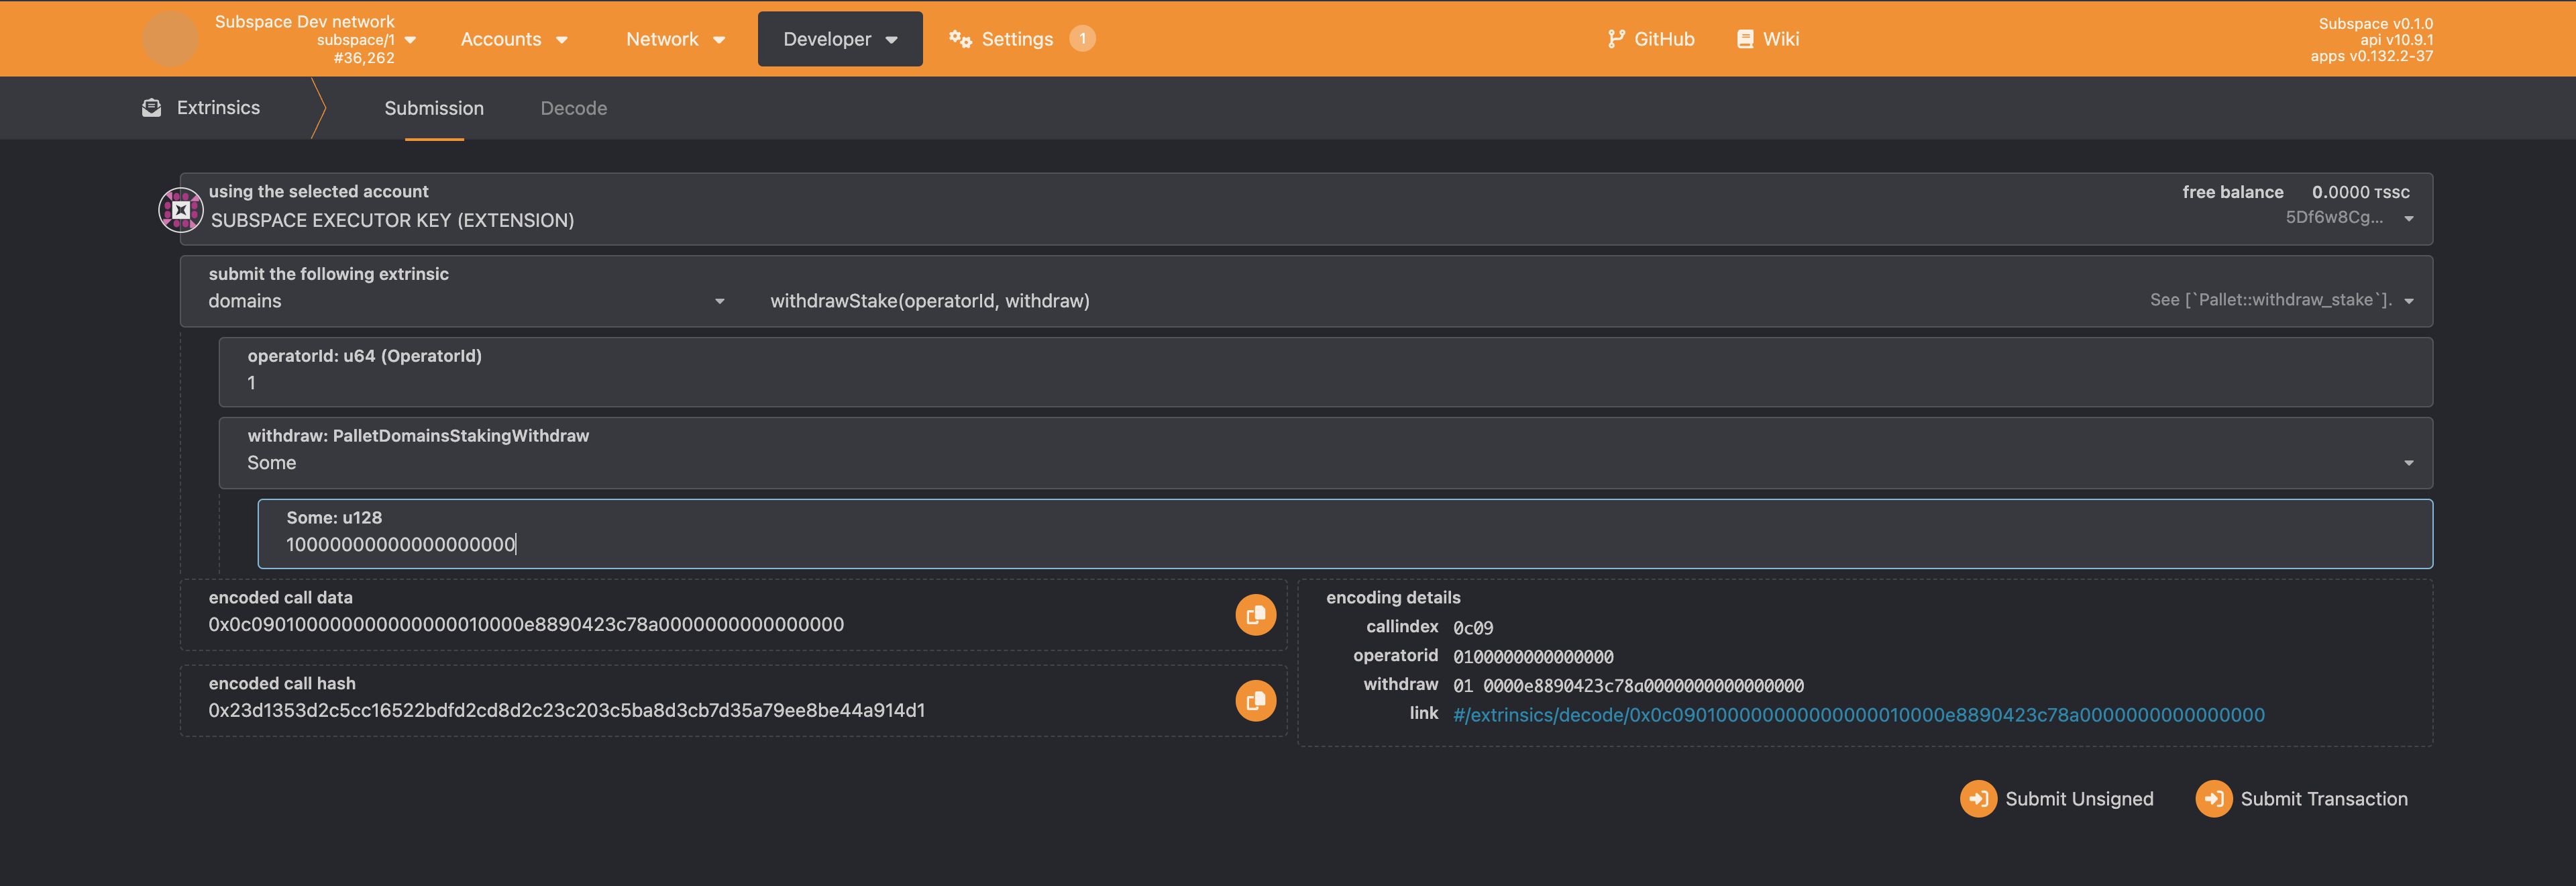 Subspace Dev network
subspace/1
#36,262
Accounts
Network
Developer
Settings
1
GitHub
Wiki
Subspace v0.1.0
api v10.9.1
apps v0.132.2-37
Extrinsics
Submission
Decode
using the selected account
SUBSPACE EXECUTOR KEY (EXTENSION)
free balance 0.0000 TSSC
5Df6w8Cg...
submit the following extrinsic
domains
withdrawStake(operatorId, withdraw)
See [`Pallet::withdraw_stake`].
operatorId: u64 (OperatorId)
1
withdraw: PalletDomainsStakingWithdraw
Some
Some: u128
10000000000000000000
encoded call data
0x0c090100000000000000010000e8890423c78a0000000000000000
encoded call hash
0x23d1353d2c5cc16522bdfd2cd8d2c23c203c5ba8d3cb7d35a79ee8be44a914d1
encoding details
callindex 0c09
operatorid 0100000000000000
withdraw 01 0000e8890423c78a0000000000000000
link #/extrinsics/decode/0x0c090100000000000000010000e8890423c78a0000000000000000
Submit Unsigned
Submit Transaction